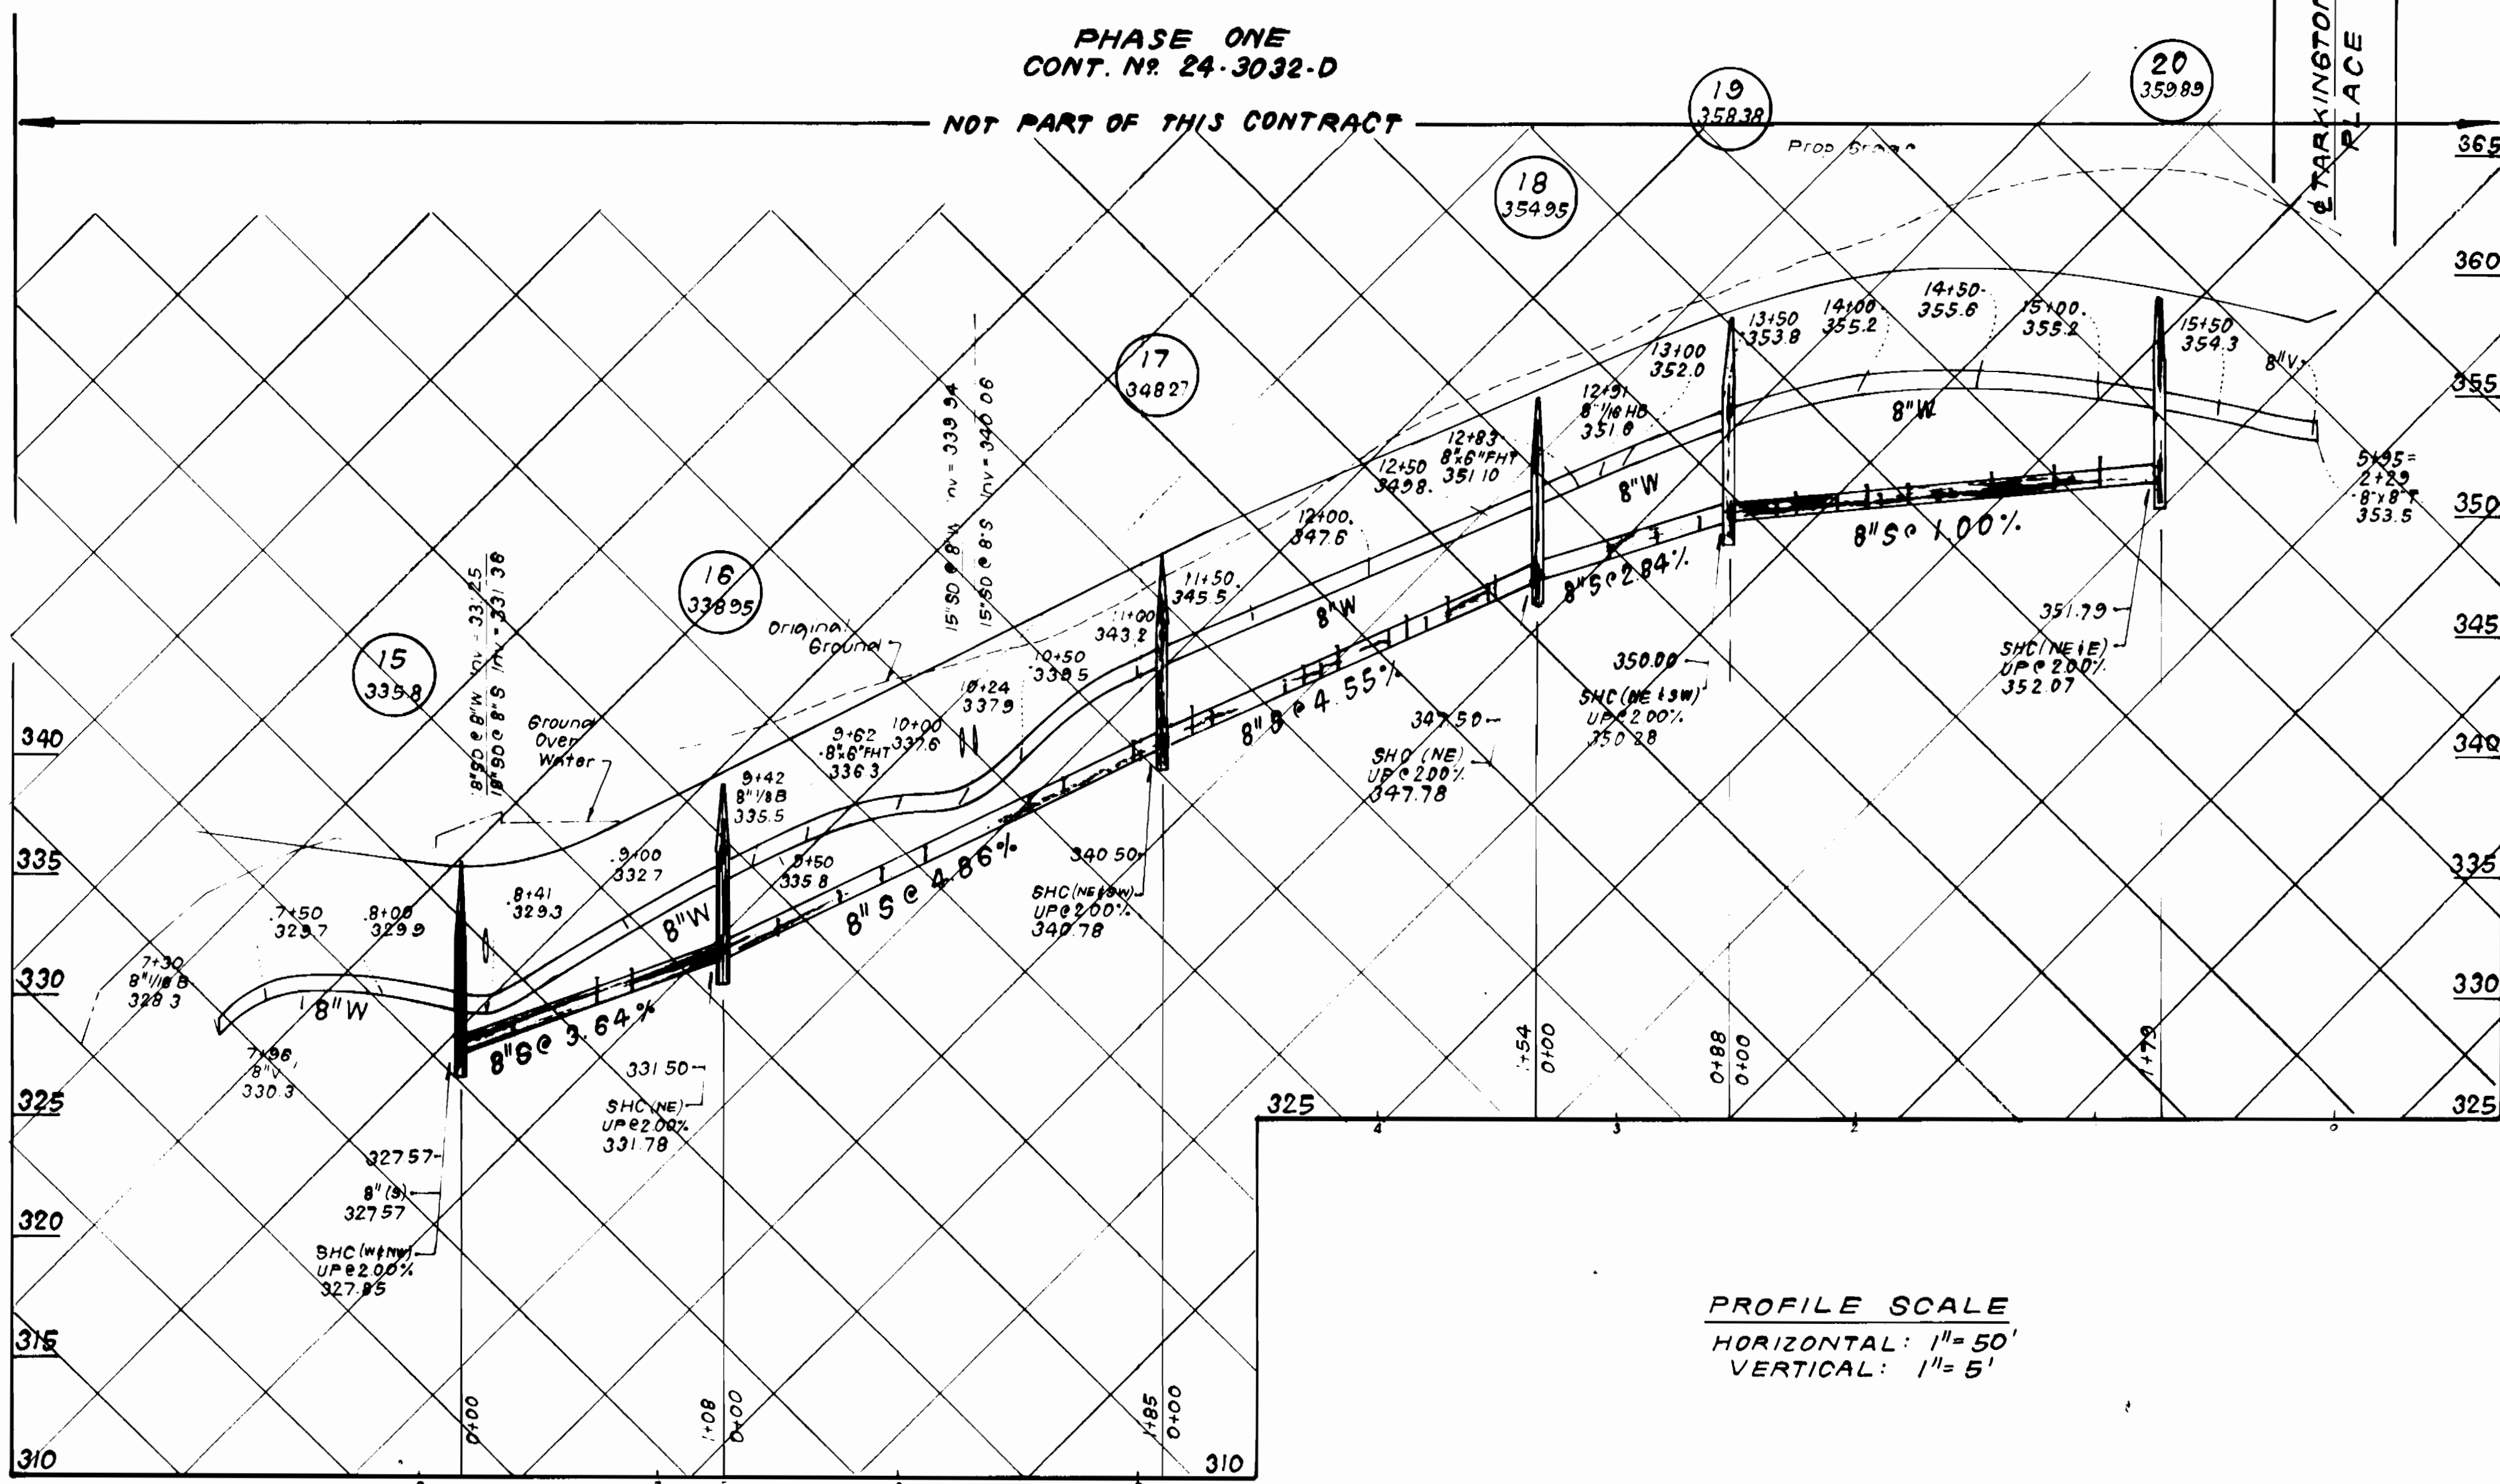 PHASE ONE
CONT. Nº 24-3032-D
NOT PART OF THIS CONTRACT
℄ TARKINGTON
PLACE
20
359.89
19
358.38
18
354.95
17
348.27
16
338.95
15
335.8
365
360
355
350
345
340
335
330
325
340
335
330
325
320
315
310
325
310
4
3
2
0
Original
Ground
Ground
Over
Water
15"SD @ 8"W Inv = 339.94
15"SD @ 8"S Inv = 340.06
18"SD @ 8"S Inv = 331.36
7+30
328.3
7+50
329.7
7+96
8"V
330.3
8+00
329.9
8+41
329.3
9+00
332.7
9+42
8" 1/8 B
335.5
9+50
335.8
9+62
8"x6"FHT
336.3
10+00
337.6
10+24
337.9
10+50
339.5
11+00
343.2
11+50
345.5
12+00
347.6
12+50
349.8
12+83
8"x6"FHT
351.10
12+91
8" 1/16 HB
351.6
13+00
352.0
13+50
353.8
14+00
355.2
14+50
355.6
15+00
355.2
15+50
354.3
8"V
5+95=
2+29
353.5
8"W
8"W
8"W
8"W
8"W
8"S @ 3.64%
8"S @ 4.86%
8"S @ 4.55%
8"S @ 2.84%
8"S @ 1.00%
327.57
8" (S)
327.57
SHC (W & NW)
UP @ 2.00%
327.85
331.50
SHC (NE)
UP @ 2.00%
331.78
340.50
SHC (NE & SW)
UP @ 2.00%
340.78
347.50
SHC (NE)
UP @ 2.00%
347.78
350.00
SHC (NE & SW)
UP @ 2.00%
350.28
351.79
SHC (NE & E)
UP @ 2.00%
352.07
0+00
1+08
0+00
1+85
0+00
1+54
0+00
0+88
0+00
1+79
PROFILE SCALE
HORIZONTAL: 1"= 50'
VERTICAL: 1"= 5'